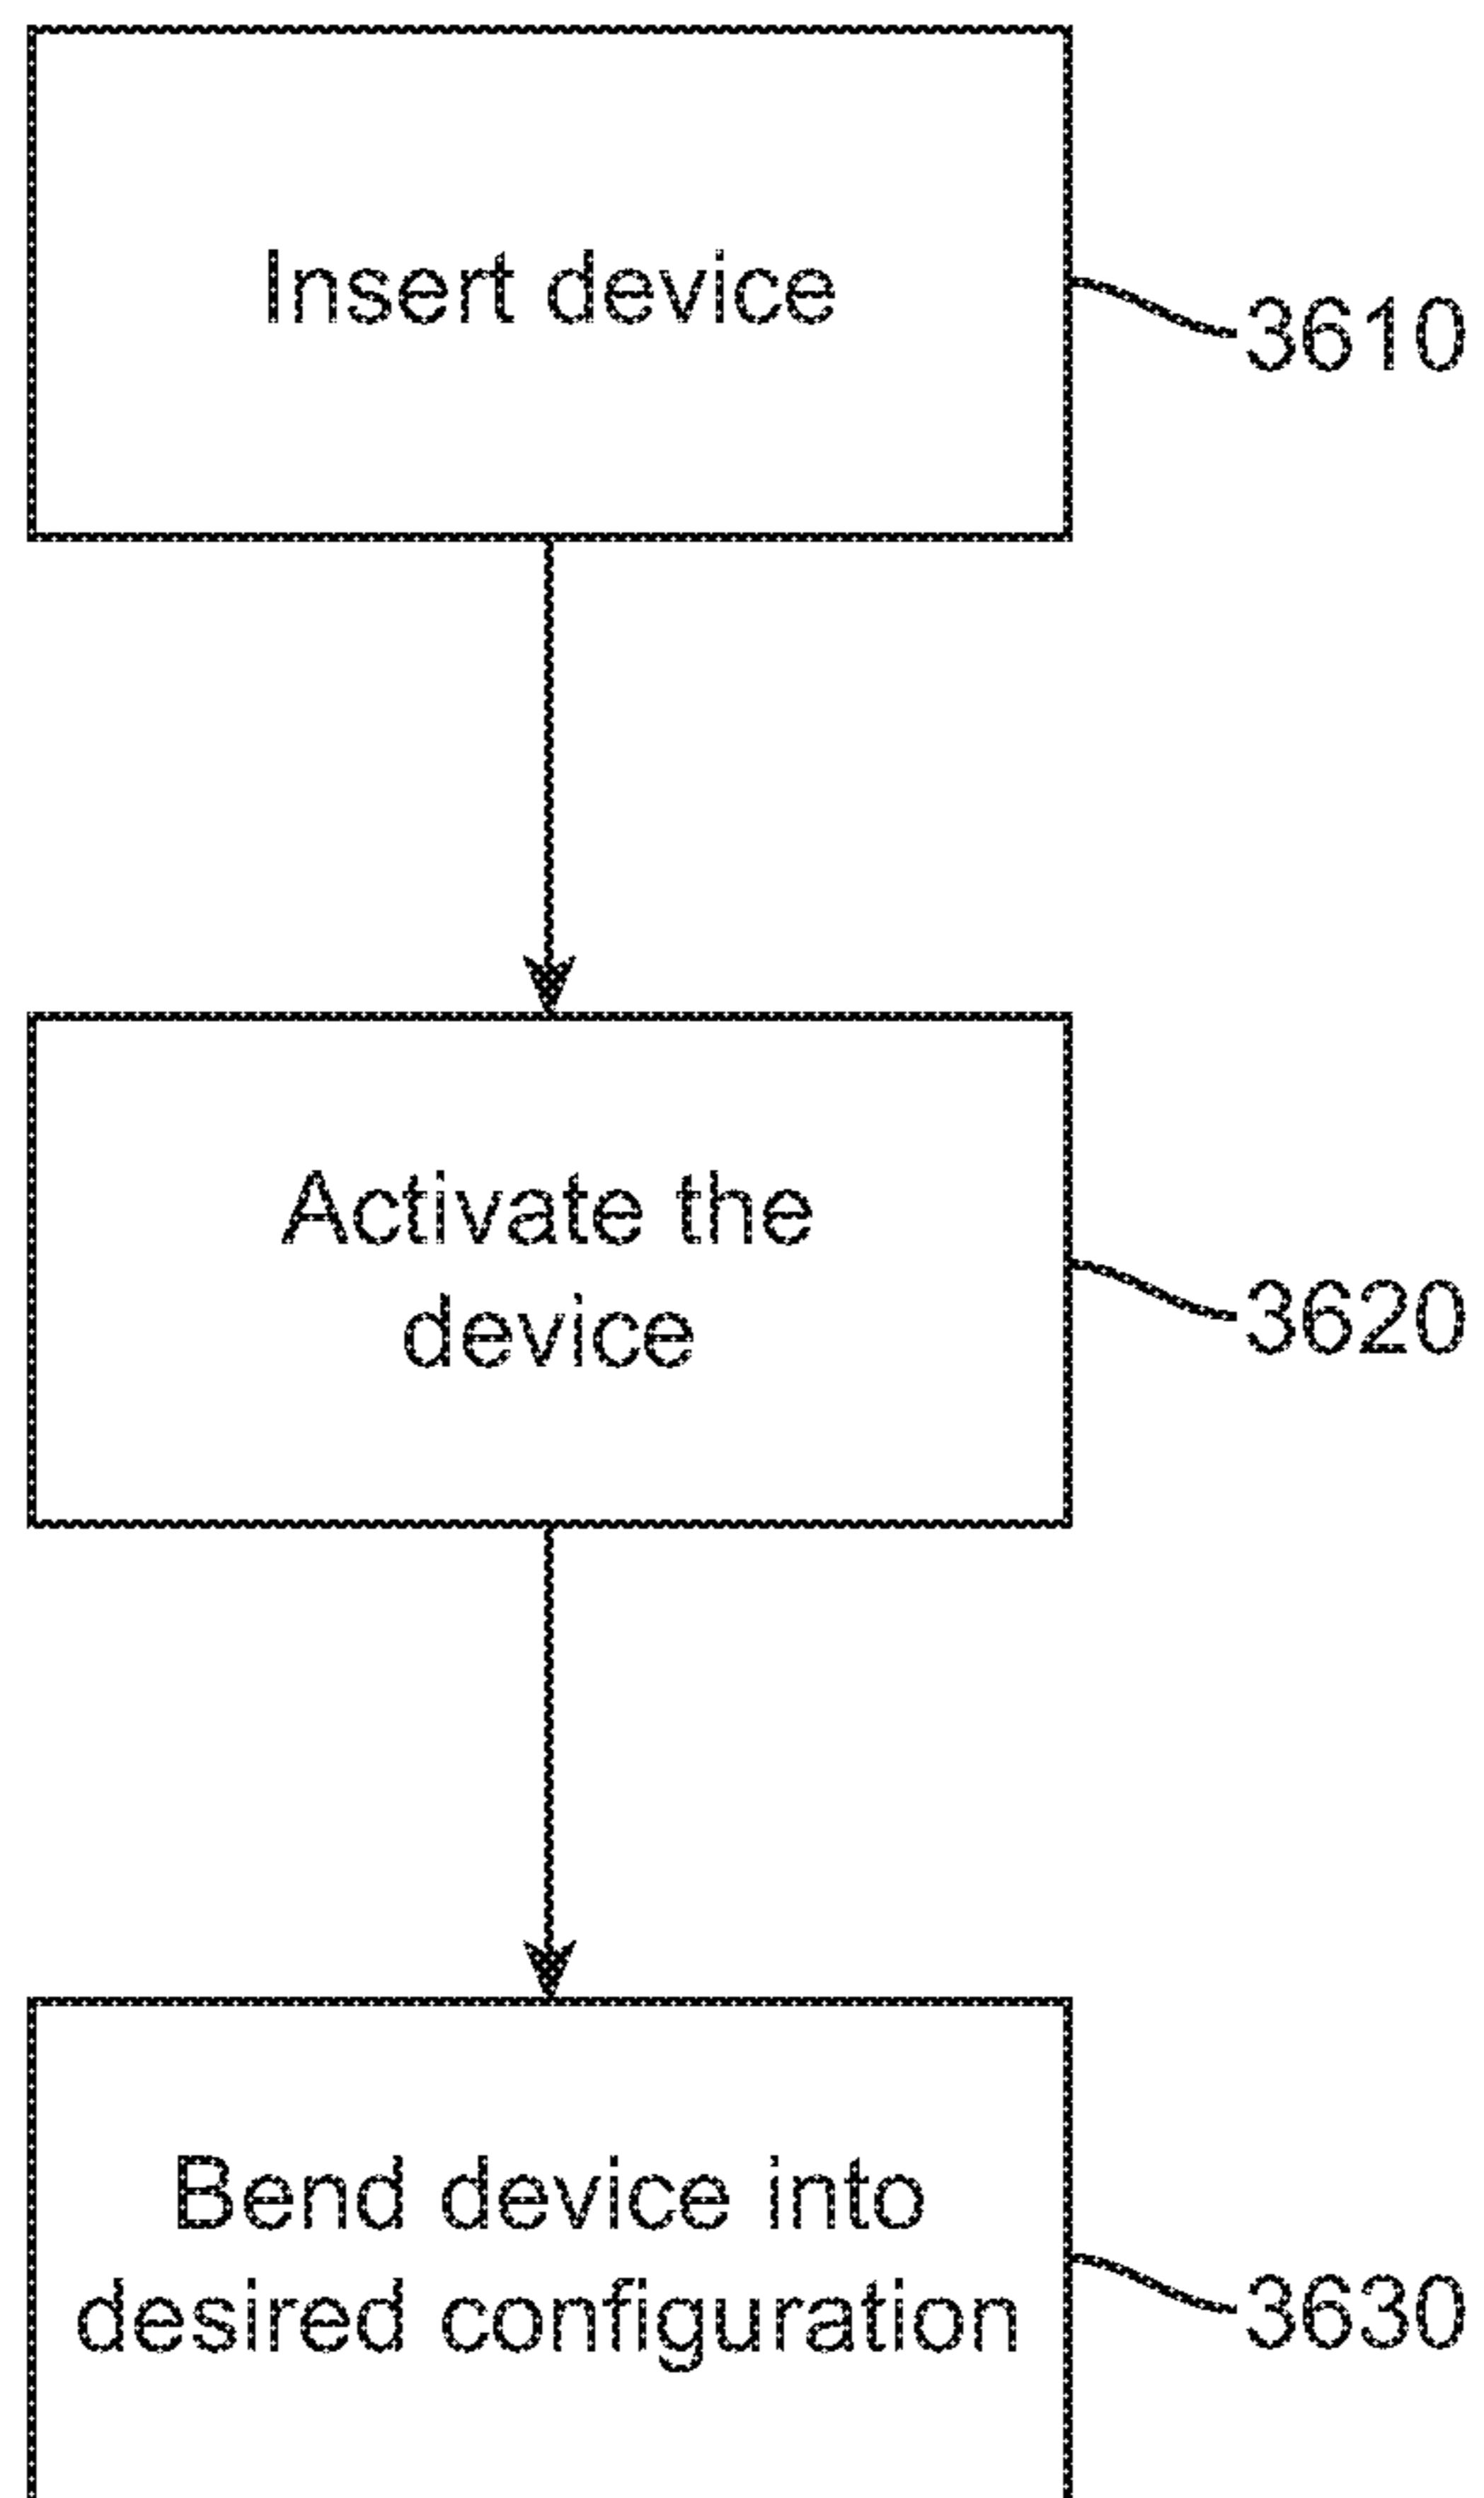 Insert device
3610
Activate the
device
3620
Bend device into
desired configuration
3630